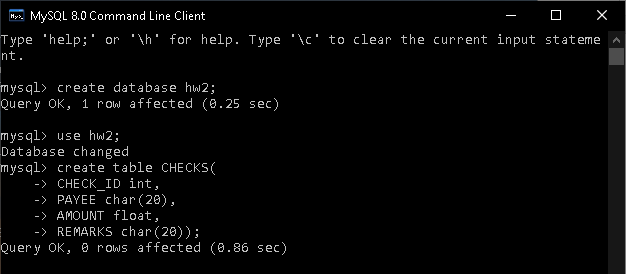 MySQL 8.0 Command Line Client
Type 'help;' or '\h' for help. Type '\c' to clear the current input stateme
nt.
mysql> create database hw2;
Query OK, 1 row affected (0.25 sec)
mysql> use hw2;
Database changed
mysql> create table CHECKS(
    -> CHECK_ID int,
    -> PAYEE char(20),
    -> AMOUNT float,
    -> REMARKS char(20));
Query OK, 0 rows affected (0.86 sec)